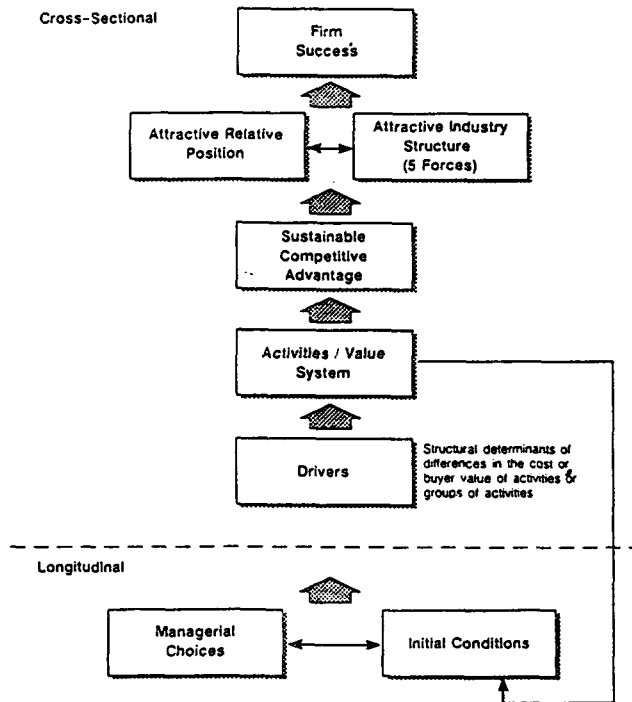 Cross-Sectional
Firm
Success
Attractive Relative
Position
Attractive Industry
Structure
(5 Forces)
Sustainable
Competitive
Advantage
Activities / Value
System
Drivers
Structural determinants of
differences in the cost or
buyer value of activities or
groups of activities
Longitudinal
Managerial
Choices
Initial Conditions